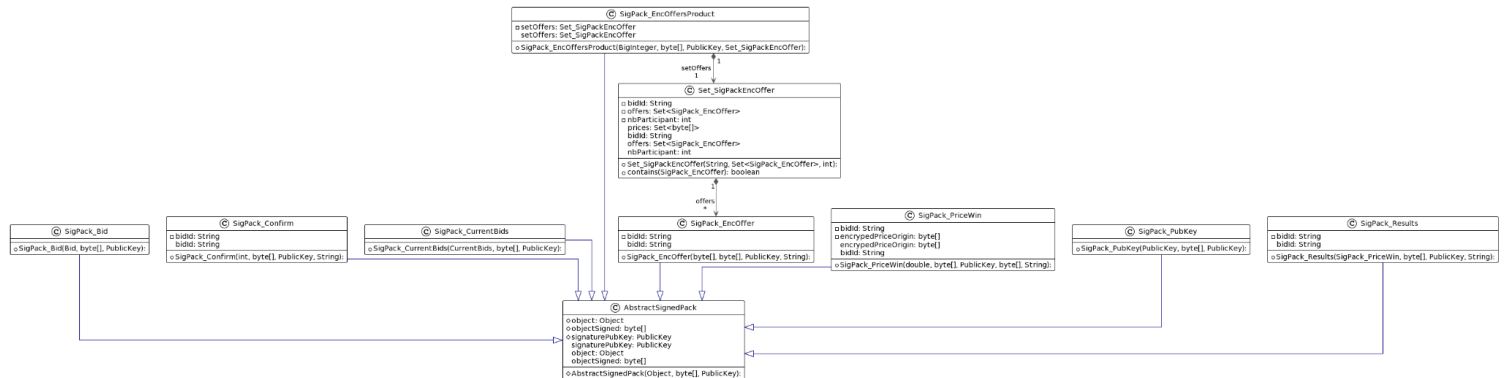 C SigPack_EncOffersProduct
setOffers: Set_SigPackEncOffer
setOffers: Set_SigPackEncOffer
SigPack_EncOffersProduct(BigInteger, byte[], PublicKey, Set_SigPackEncOffer):
1
setOffers
1
C Set_SigPackEncOffer
bidId: String
offers: Set<SigPack_EncOffer>
nbParticipant: int
prices: Set<byte[]>
bidId: String
offers: Set<SigPack_EncOffer>
nbParticipant: int
Set_SigPackEncOffer(String, Set<SigPack_EncOffer>, int):
contains(SigPack_EncOffer): boolean
1
offers
*
C SigPack_Bid
SigPack_Bid(Bid, byte[], PublicKey):
C SigPack_Confirm
bidId: String
bidId: String
SigPack_Confirm(int, byte[], PublicKey, String):
C SigPack_CurrentBids
SigPack_CurrentBids(CurrentBids, byte[], PublicKey):
C SigPack_EncOffer
bidId: String
bidId: String
SigPack_EncOffer(byte[], byte[], PublicKey, String):
C SigPack_PriceWin
bidId: String
encrypedPriceOrigin: byte[]
encrypedPriceOrigin: byte[]
bidId: String
SigPack_PriceWin(double, byte[], PublicKey, byte[], String):
C SigPack_PubKey
SigPack_PubKey(PublicKey, byte[], PublicKey):
C SigPack_Results
bidId: String
bidId: String
SigPack_Results(SigPack_PriceWin, byte[], PublicKey, String):
C AbstractSignedPack
object: Object
objectSigned: byte[]
signaturePubKey: PublicKey
signaturePubKey: PublicKey
object: Object
objectSigned: byte[]
AbstractSignedPack(Object, byte[], PublicKey):